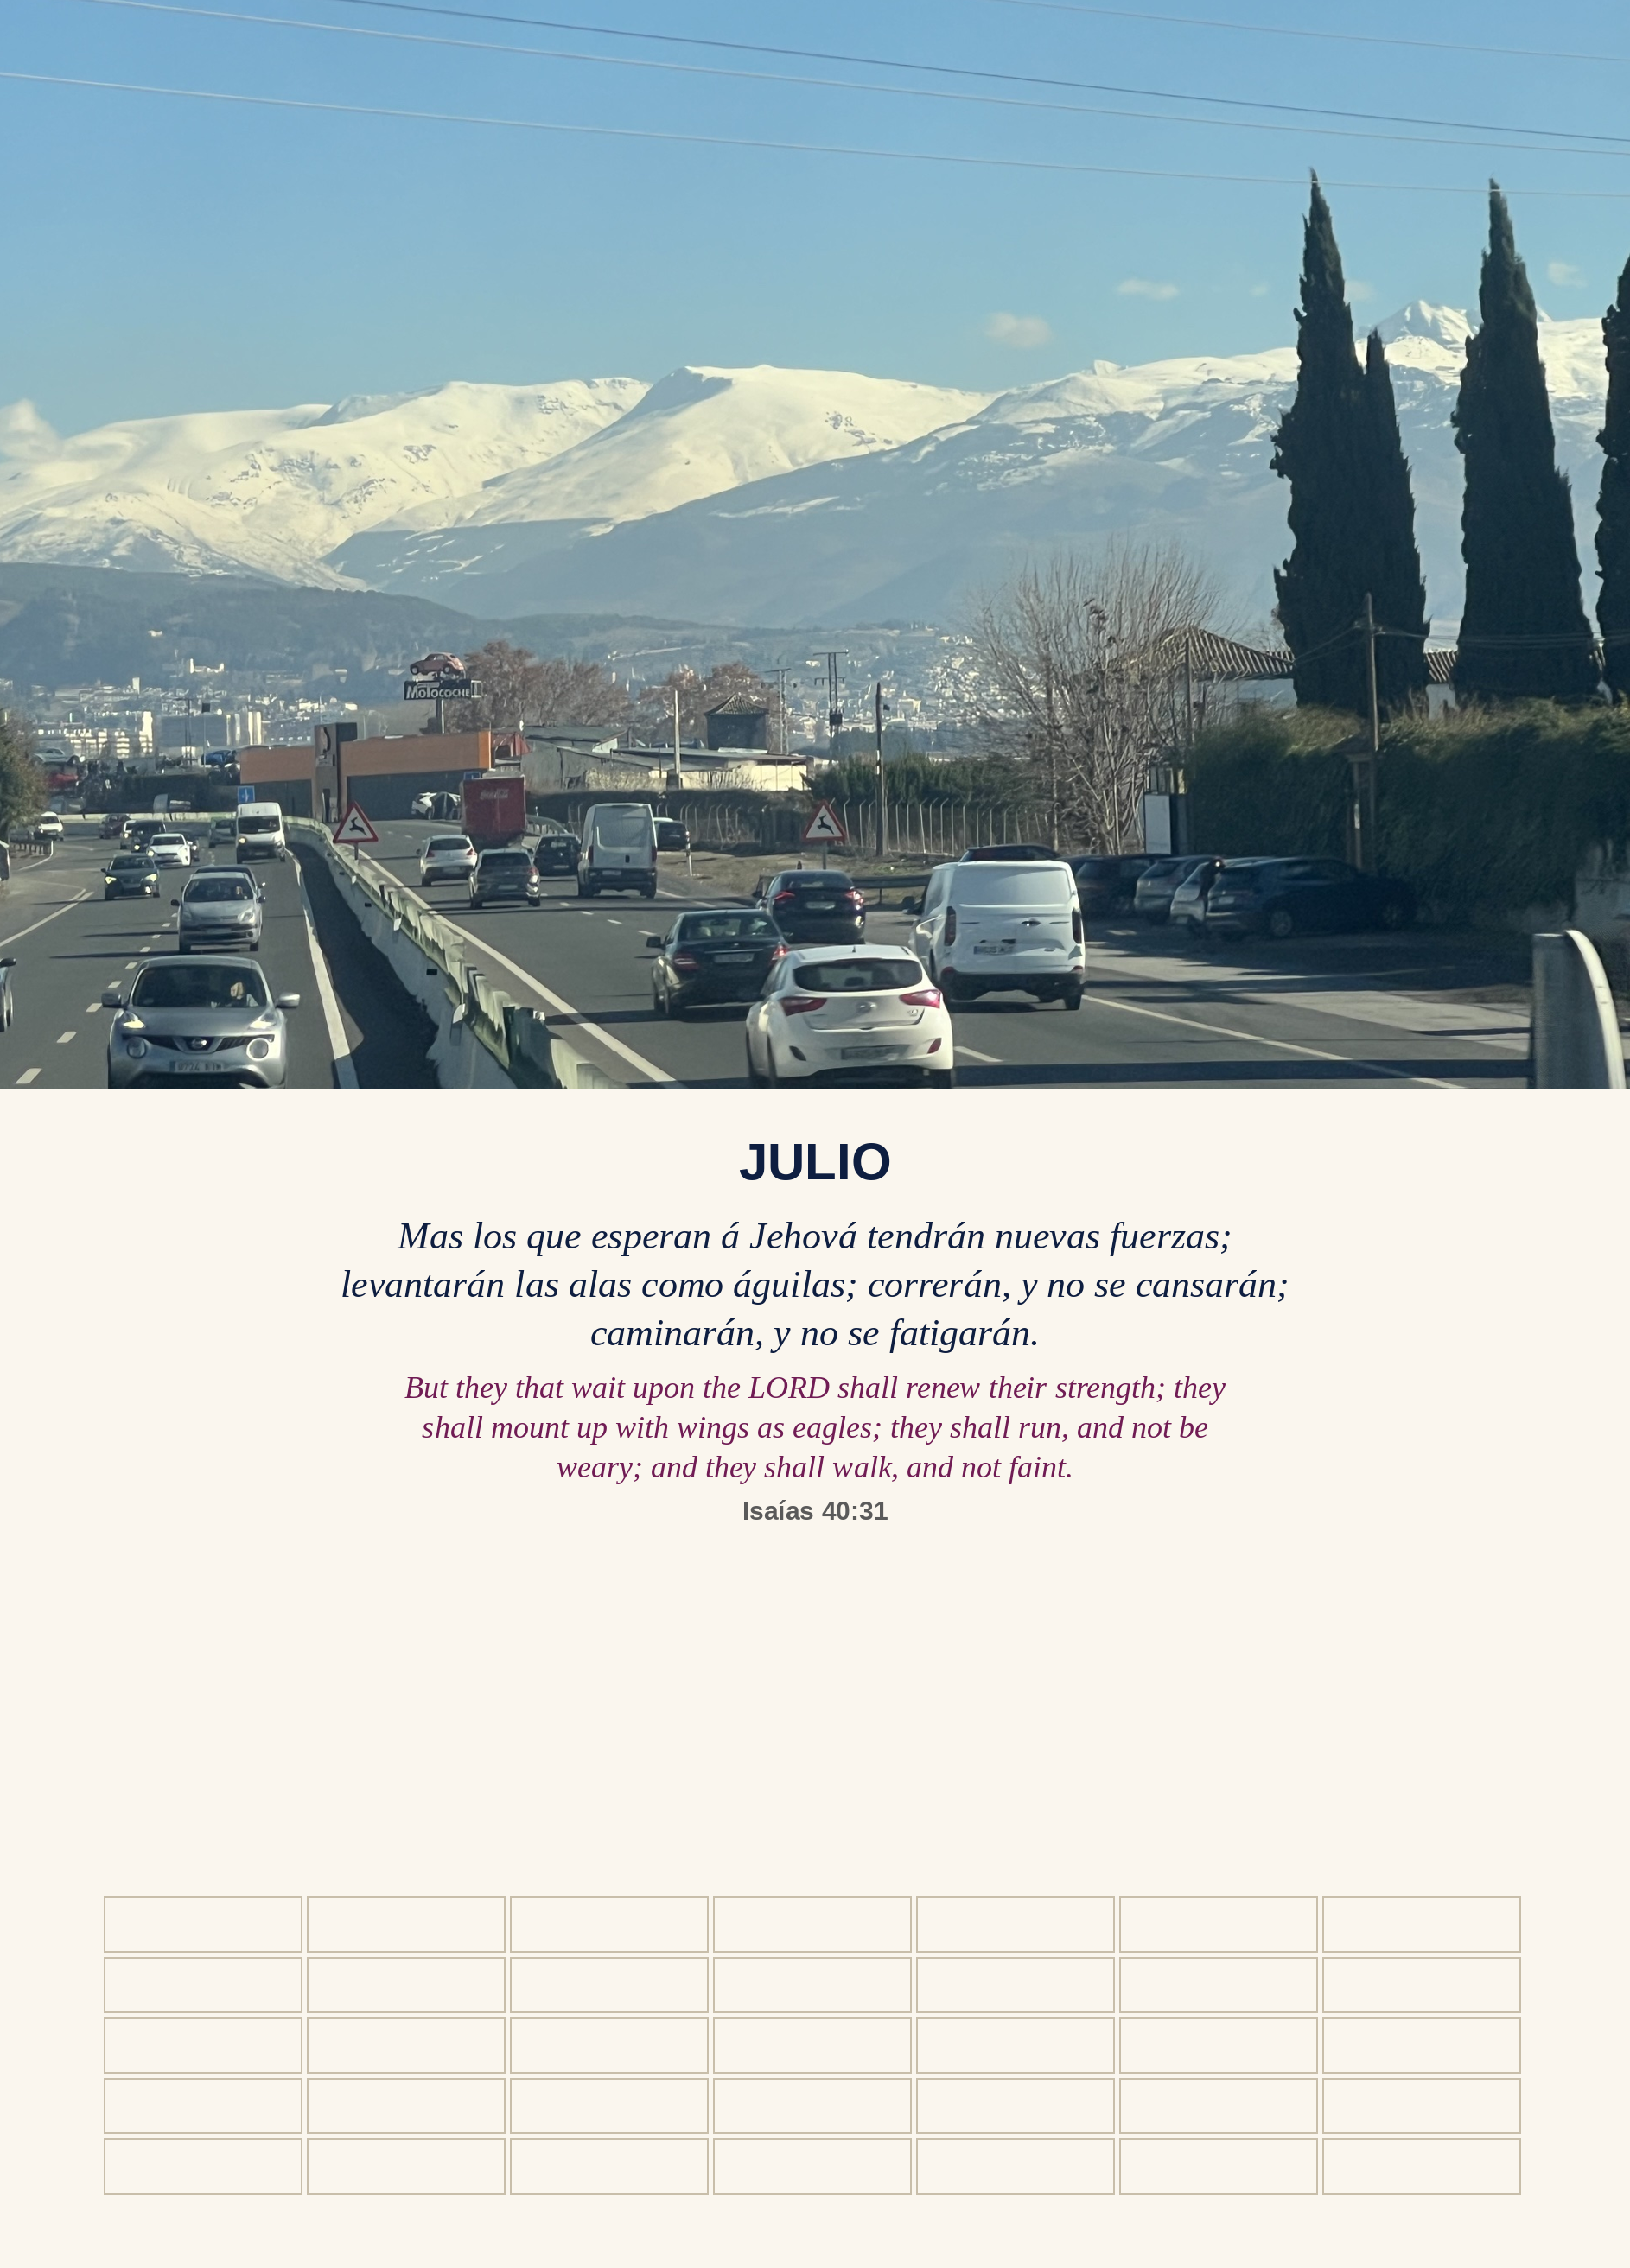 MOTOCOCHE
Coca-Cola
JULIO
Mas los que esperan á Jehová tendrán nuevas fuerzas;
levantarán las alas como águilas; correrán, y no se cansarán;
caminarán, y no se fatigarán.
But they that wait upon the LORD shall renew their strength; they
shall mount up with wings as eagles; they shall run, and not be
weary; and they shall walk, and not faint.
Isaías 40:31